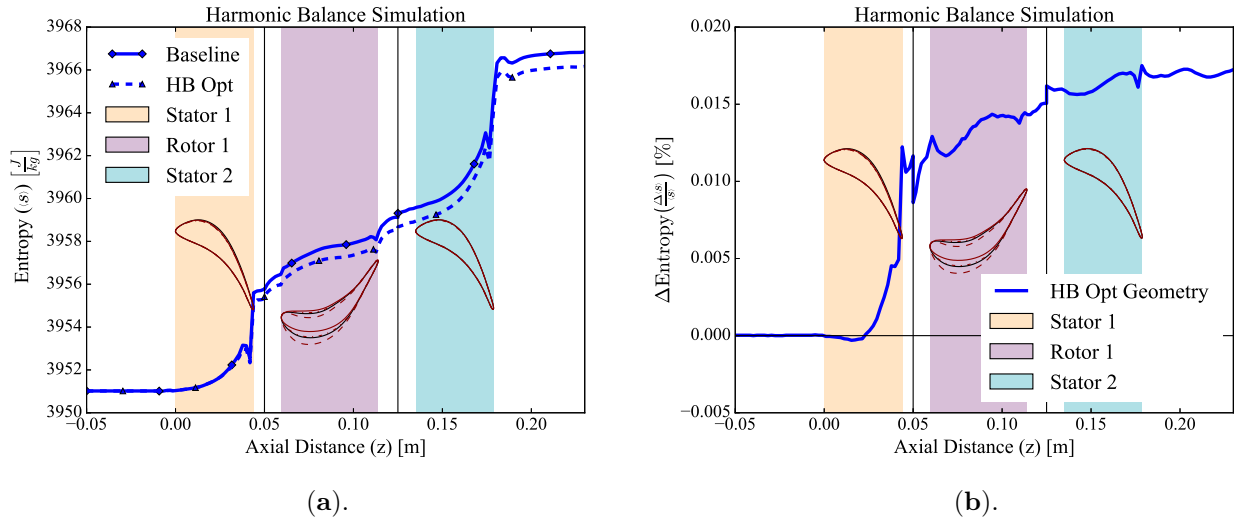 Harmonic Balance Simulation
3968
3966
3964
3962
3960
3958
3956
3954
3952
3950
Entropy (⟨s⟩) [J/kg]
Baseline
HB Opt
Stator 1
Rotor 1
Stator 2
−0.05
0.00
0.05
0.10
0.15
0.20
Axial Distance (z) [m]
(a).
Harmonic Balance Simulation
0.020
0.015
0.010
0.005
0.000
−0.005
ΔEntropy(Δ⟨s⟩/⟨s⟩) [%]
HB Opt Geometry
Stator 1
Rotor 1
Stator 2
−0.05
0.00
0.05
0.10
0.15
0.20
Axial Distance (z) [m]
(b).